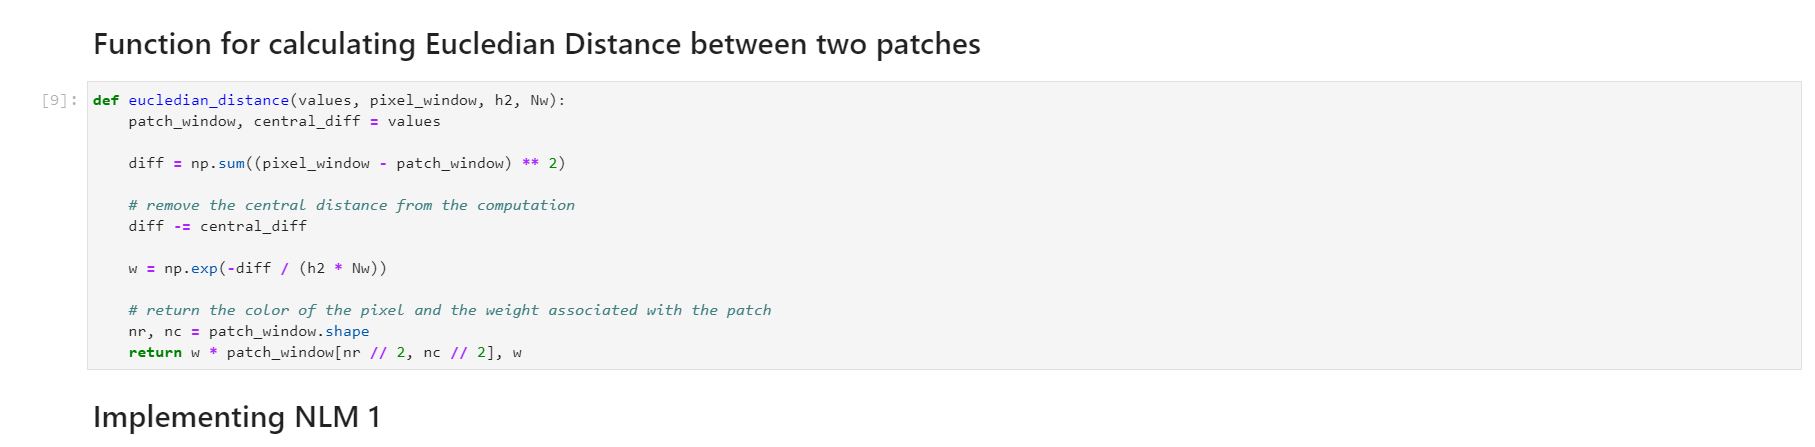 Function for calculating Eucledian Distance between two patches
[9]: def eucledian_distance(values, pixel_window, h2, Nw):
    patch_window, central_diff = values
    diff = np.sum((pixel_window - patch_window) ** 2)
    # remove the central distance from the computation
    diff -= central_diff
    w = np.exp(-diff / (h2 * Nw))
    # return the color of the pixel and the weight associated with the patch
    nr, nc = patch_window.shape
    return w * patch_window[nr // 2, nc // 2], w
Implementing NLM 1